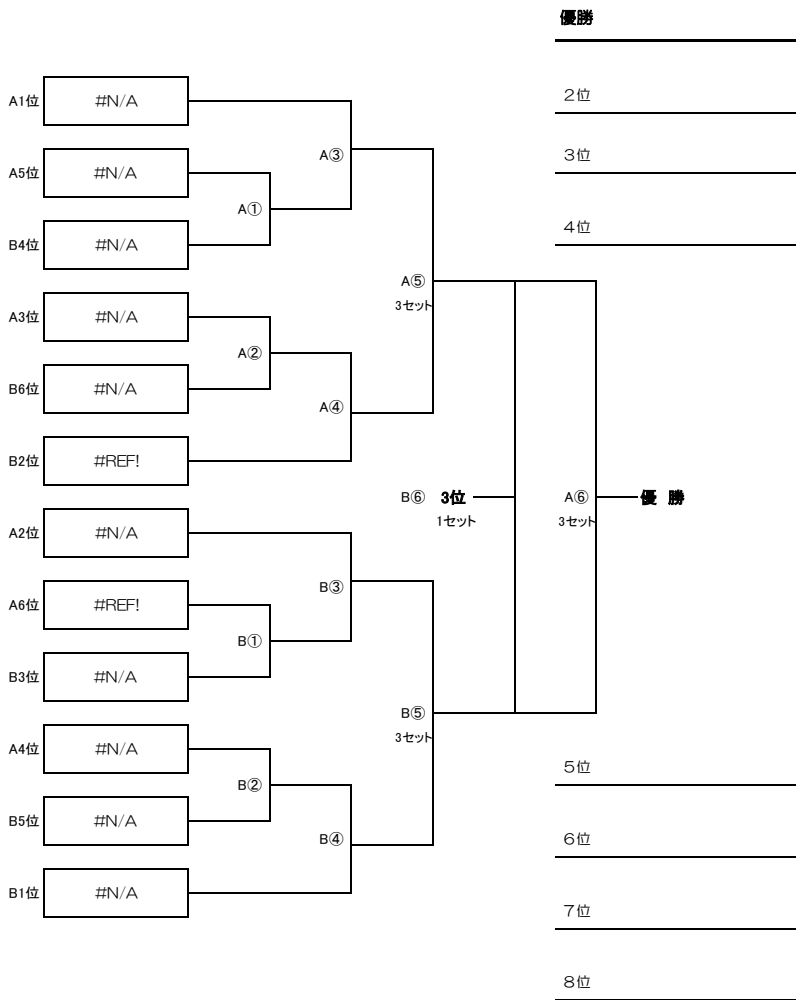 優勝
2位
A1位 #N/A
3位
A③
A5位 #N/A
A①
4位
B4位 #N/A
A⑤
3セット
A3位 #N/A
A②
B6位 #N/A
A④
B2位 #REF!
B⑥ 3位
1セット
A⑥
3セット
優 勝
A2位 #N/A
B③
A6位 #REF!
B①
B3位 #N/A
B⑤
3セット
A4位 #N/A
B②
5位
B5位 #N/A
B④
6位
B1位 #N/A
7位
8位